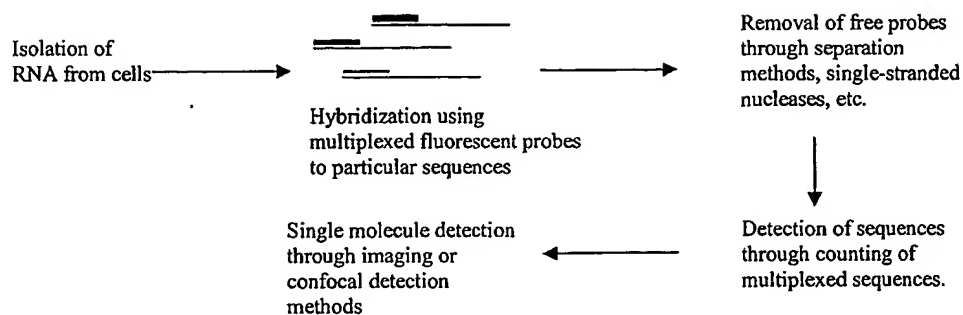 Isolation of
RNA from cells
Hybridization using
multiplexed fluorescent probes
to particular sequences
Removal of free probes
through separation
methods, single-stranded
nucleases, etc.
Detection of sequences
through counting of
multiplexed sequences.
Single molecule detection
through imaging or
confocal detection
methods